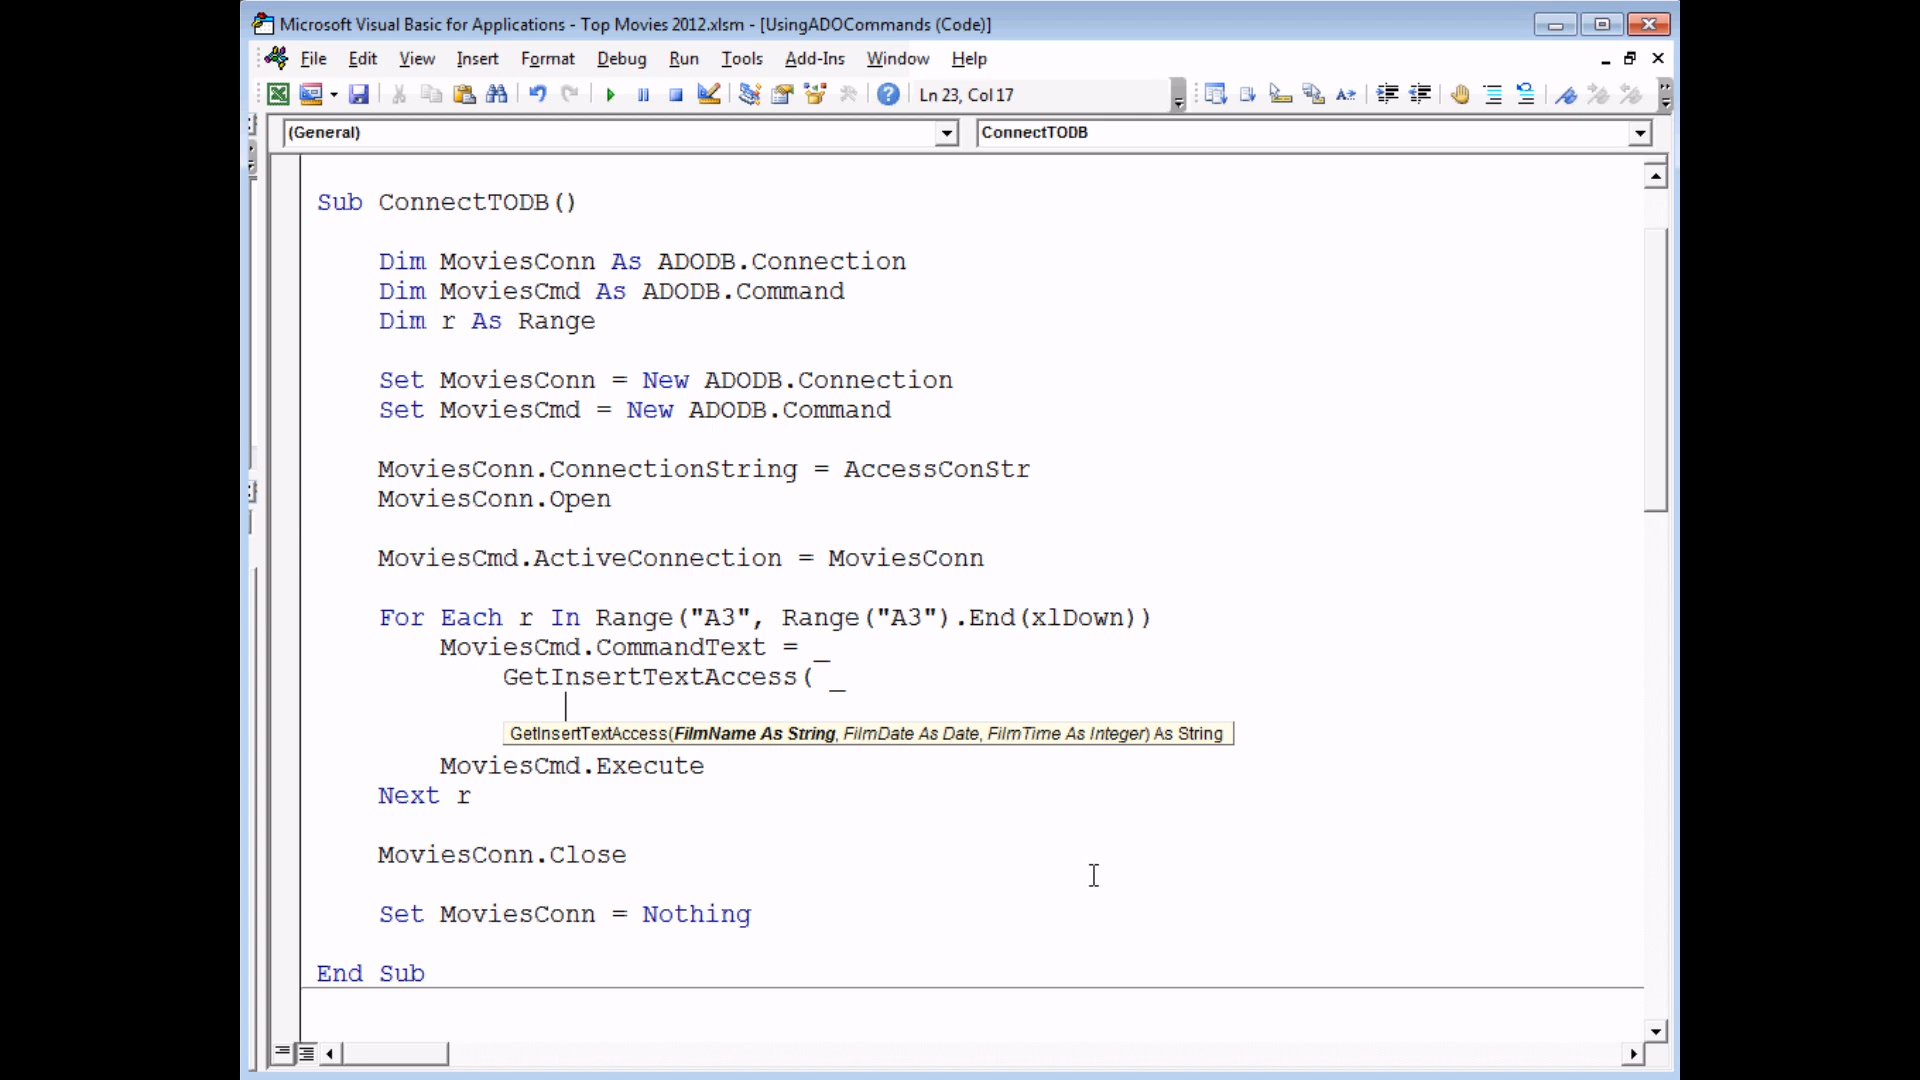 Microsoft Visual Basic for Applications - Top Movies 2012.xlsm - [UsingADOCommands (Code)]
File Edit View Insert Format Debug Run Tools Add-Ins Window Help
Ln 23, Col 17
(General) ConnectTODB
Sub ConnectTODB()
Dim MoviesConn As ADODB.Connection
Dim MoviesCmd As ADODB.Command
Dim r As Range
Set MoviesConn = New ADODB.Connection
Set MoviesCmd = New ADODB.Command
MoviesConn.ConnectionString = AccessConStr
MoviesConn.Open
MoviesCmd.ActiveConnection = MoviesConn
For Each r In Range("A3", Range("A3").End(xlDown))
MoviesCmd.CommandText = _
GetInsertTextAccess( _
GetInsertTextAccess(FilmName As String, FilmDate As Date, FilmTime As Integer) As String
MoviesCmd.Execute
Next r
MoviesConn.Close
Set MoviesConn = Nothing
End Sub